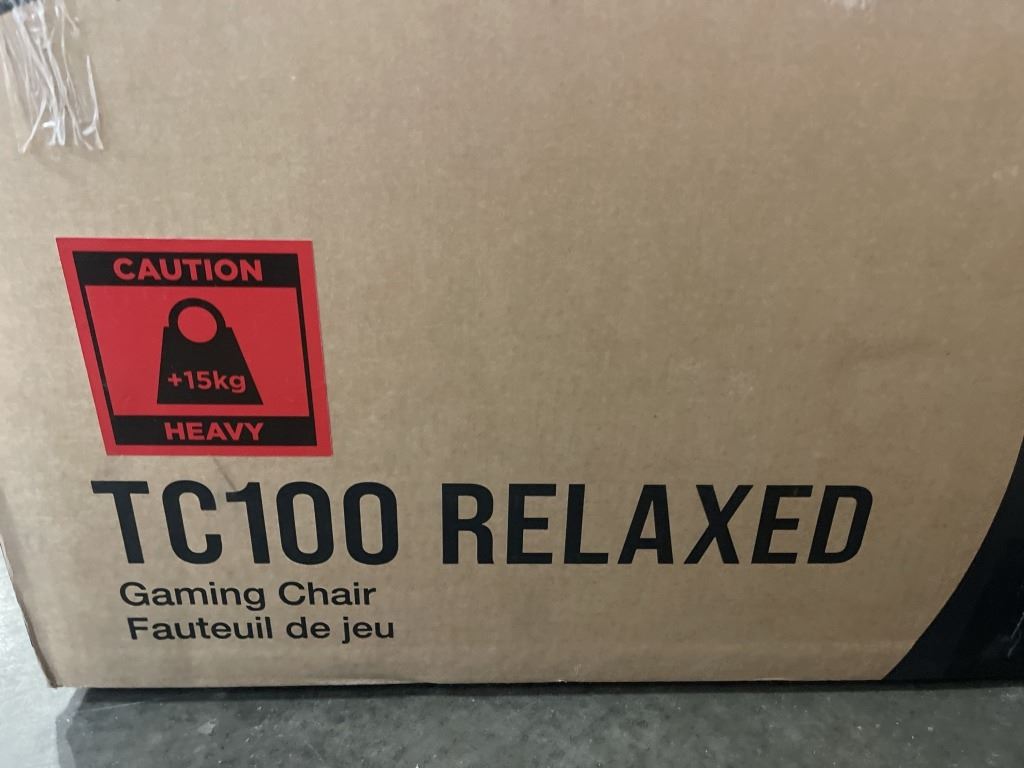 CAUTION
+15kg
HEAVY
TC100 RELAXED
Gaming Chair
Fauteuil de jeu